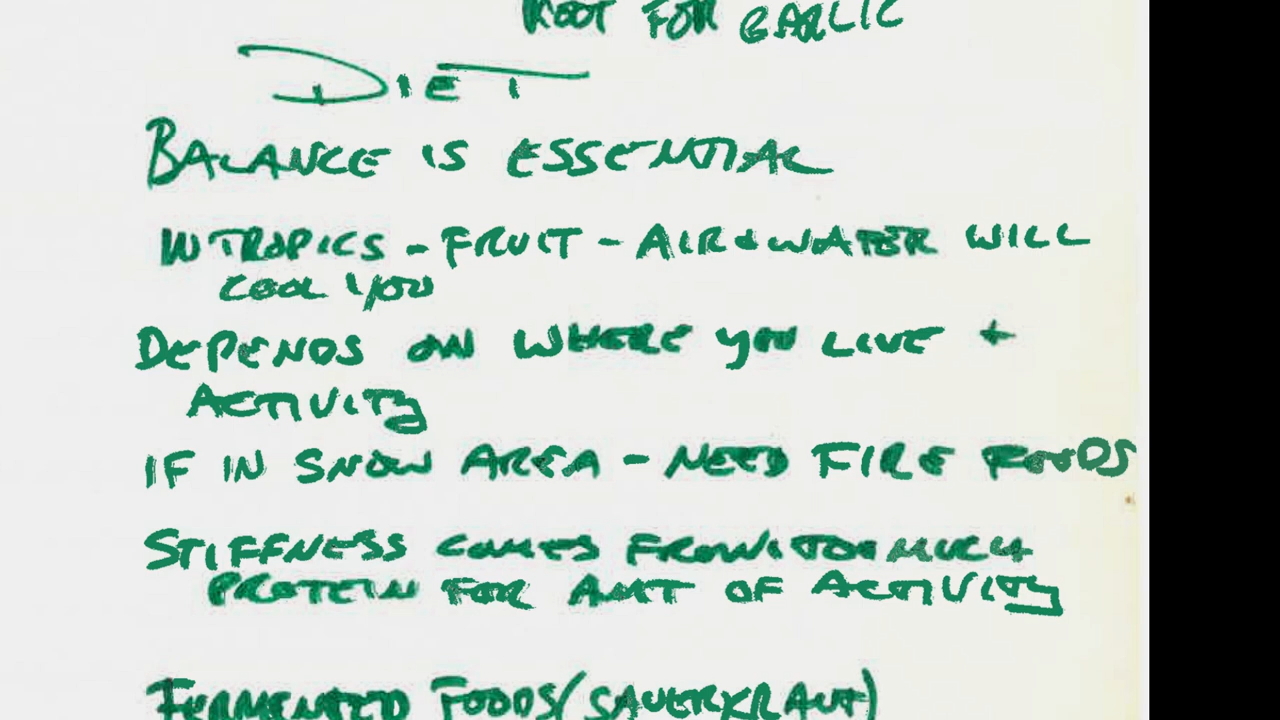 ROOT FOR GARLIC
DIET
BALANCE IS ESSENTIAL
IN TROPICS - FRUIT - AIR & WATER WILL
COOL YOU
DEPENDS ON WHERE YOU LIVE +
ACTIVITY
IF IN SNOW AREA - NEED FIRE FOODS
STIFFNESS COMES FROM TOO MUCH
PROTEIN FOR AMT OF ACTIVITY
FERMENTED FOODS (SAUERKRAUT)